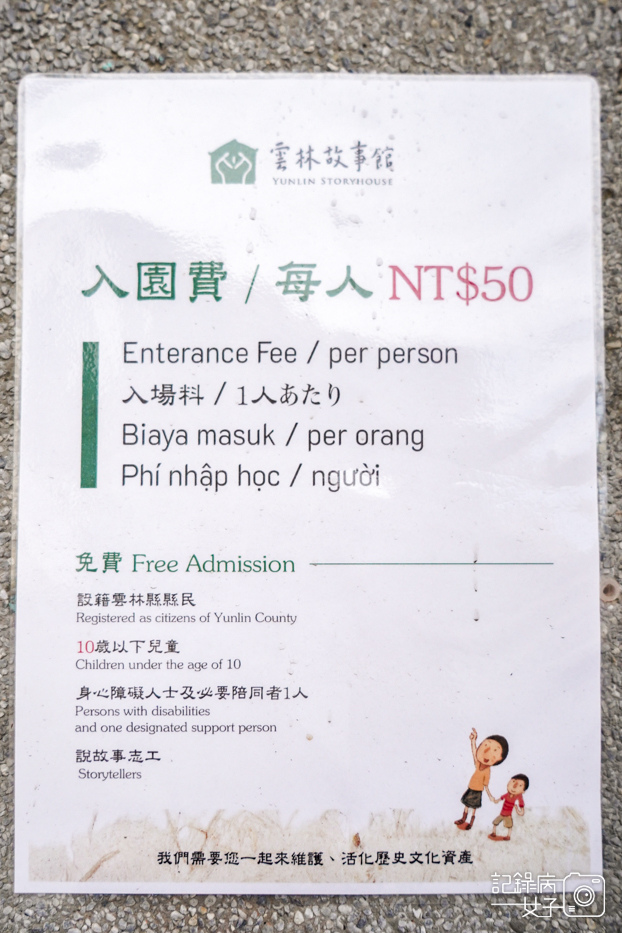 雲林故事館
YUNLIN STORYHOUSE
入園費 / 每人 NT$50
Enterance Fee / per person
入場料 / 1人あたり
Biaya masuk / per orang
Phí nhập học / người
免費 Free Admission
設籍雲林縣縣民
Registered as citizens of Yunlin County
10歲以下兒童
Children under the age of 10
身心障礙人士及必要陪同者1人
Persons with disabilities
and one designated support person
說故事志工
Storytellers
我們需要您一起來維護、活化歷史文化資產
記錄病
女子